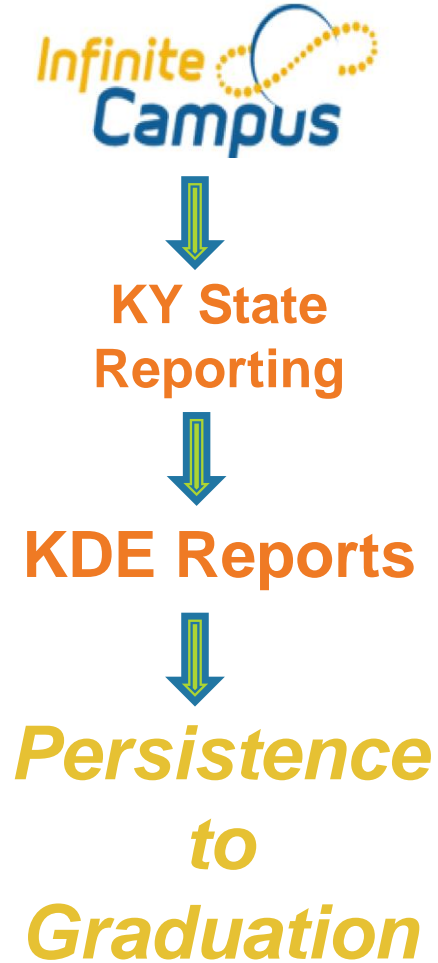 Infinite
Campus
KY State
Reporting
KDE Reports
Persistence
to
Graduation